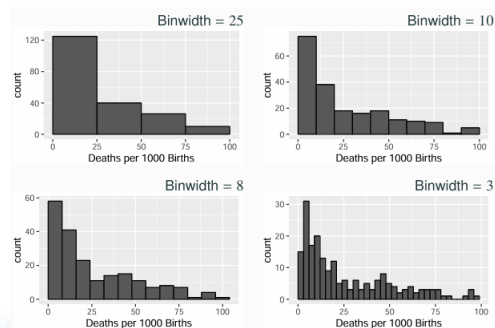 Binwidth = 25
120
80
40
0
count
0 25 50 75 100
Deaths per 1000 Births
Binwidth = 10
60
40
20
0
count
0 25 50 75 100
Deaths per 1000 Births
Binwidth = 8
60
40
20
0
count
0 25 50 75 100
Deaths per 1000 Births
Binwidth = 3
30
20
10
0
count
0 25 50 75 100
Deaths per 1000 Births